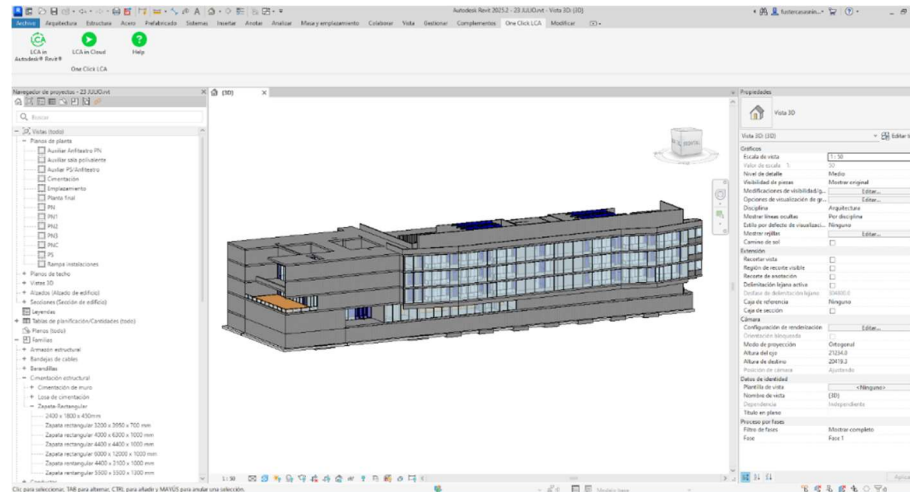 Autodesk Revit 2025.2 - 23 JULIO.rvt - Vista 3D: {3D}
Archivo Arquitectura Estructura Acero Prefabricado Sistemas Insertar Anotar Analizar Masa y emplazamiento Colaborar Vista Gestionar Complementos One Click LCA Modificar
LCA in Autodesk® Revit®
LCA in Cloud
Help
One Click LCA
Navegador de proyectos - 23 JULIO.rvt
Buscar
Vistas (todo)
Planos de planta
Auxiliar Anfiteatro PN
Auxiliar sala polivalente
Auxiliar PS/Anfiteatro
Cimentación
Emplazamiento
Planta final
PN
PN1
PN2
PN3
PNC
PS
Rampa instalaciones
Planos de techo
Vistas 3D
Alzados (Alzado de edificio)
Secciones (Sección de edificio)
Leyendas
Tablas de planificación/Cantidades (todo)
Planos (todo)
Familias
Armazón estructural
Bandejas de cables
Barandillas
Cimentación estructural
Cimentación de muro
Losa de cimentación
Zapata-Rectangular
2400 x 1800 x 450mm
Zapata rectangular 3200 x 3950 x 700 mm
Zapata rectangular 4000 x 6200 x 1000 mm
Zapata rectangular 4400 x 4400 x 1000 mm
Zapata rectangular 6000 x 12000 x 1000 mm
Zapata rectangular 4400 x 2100 x 1000 mm
Zapata rectangular 5500 x 5500 x 1300 mm
{3D}
1 : 50
Propiedades
Vista 3D
Vista 3D: {3D}
Editar ti
Gráficos
Escala de vista 1 : 50
Valor de escala 1: 50
Nivel de detalle Medio
Visibilidad de piezas Mostrar original
Modificaciones de visibilidad/g... Editar...
Opciones de visualización de gr... Editar...
Disciplina Arquitectura
Mostrar líneas ocultas Por disciplina
Estilo por defecto de visualizaci... Ninguno
Mostrar rejillas Editar...
Camino de sol
Extensión
Recortar vista
Región de recorte visible
Recorte de anotación
Delimitación lejana activa
Desfase de delimitación lejana 304800.0
Caja de referencia Ninguno
Caja de sección
Cámara
Configuración de renderización Editar...
Orientación bloqueada
Modo de proyección Ortogonal
Altura del ojo
Altura de destino
Posición de cámara Ajustando
Datos de identidad
Plantilla de vista <Ninguno>
Nombre de vista {3D}
Dependencia Independiente
Título en plano
Proceso por fases
Filtro de fases Mostrar completo
Fase Fase 1
Clic para seleccionar, TAB para alternar, CTRL para añadir y MAYÚS para anular una selección.